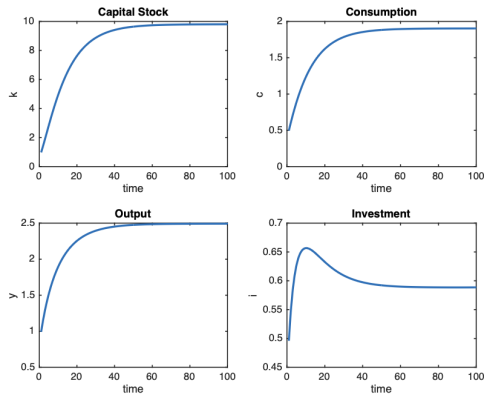 Capital Stock
10
8
6
4
2
0
k
0 20 40 60 80 100
time
Consumption
2
1.5
1
0.5
0
c
0 20 40 60 80 100
time
Output
2.5
2
1.5
1
0.5
y
0 20 40 60 80 100
time
Investment
0.7
0.65
0.6
0.55
0.5
0.45
i
0 20 40 60 80 100
time